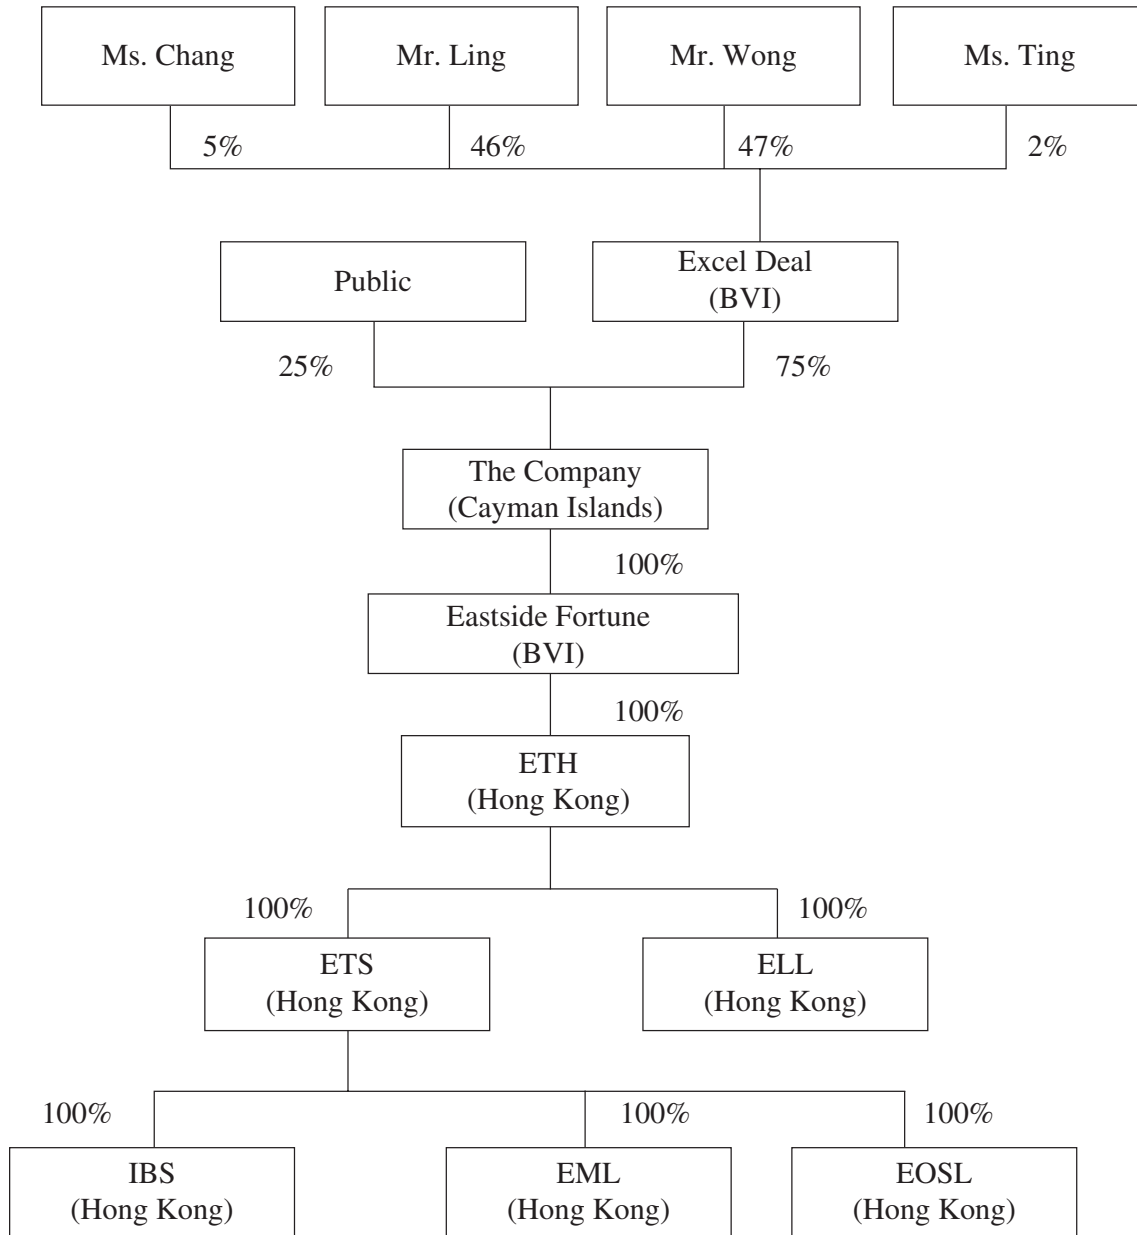 Ms. Chang
Mr. Ling
Mr. Wong
Ms. Ting
5%
46%
47%
2%
Public
Excel Deal
(BVI)
25%
75%
The Company
(Cayman Islands)
100%
Eastside Fortune
(BVI)
100%
ETH
(Hong Kong)
100%
100%
ETS
(Hong Kong)
ELL
(Hong Kong)
100%
100%
100%
IBS
(Hong Kong)
EML
(Hong Kong)
EOSL
(Hong Kong)